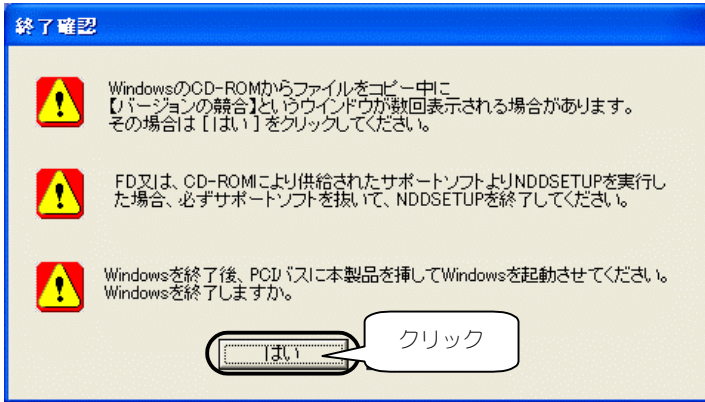 終了確認
WindowsのCD-ROMからファイルをコピー中に
【バージョンの競合】というウインドウが数回表示される場合があります。
その場合は[はい]をクリックしてください。
FD又は、CD-ROMにより供給されたサポートソフトよりNDDSETUPを実行し
た場合、必ずサポートソフトを抜いて、NDDSETUPを終了してください。
Windowsを終了後、PCIバスに本製品を挿してWindowsを起動させてください。
Windowsを終了しますか。
はい
クリック